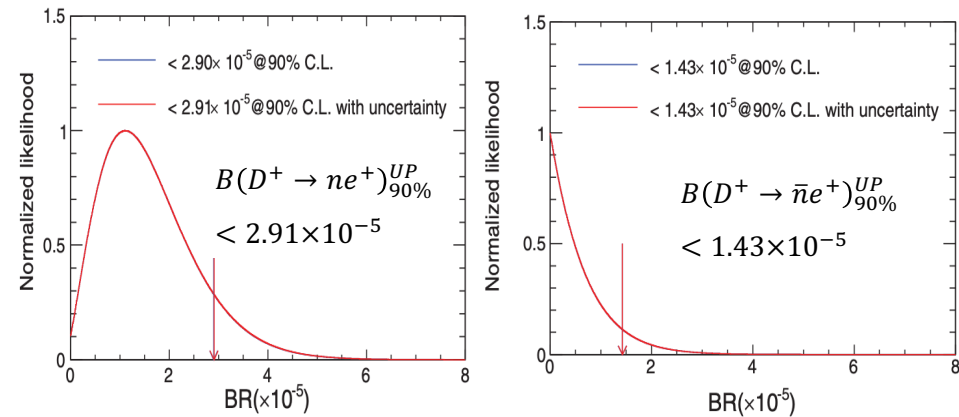 1.5
1
0.5
0
Normalized likelihood
< 2.90× 10⁻⁵@90% C.L.
< 2.91× 10⁻⁵@90% C.L. with uncertainty
B(D⁺ → ne⁺)ᵁᴾ₉₀%
< 2.91×10⁻⁵
0 2 4 6 8
BR(×10⁻⁵)
1.5
1
0.5
0
Normalized likelihood
< 1.43× 10⁻⁵@90% C.L.
< 1.43× 10⁻⁵@90% C.L. with uncertainty
B(D⁺ → n̄e⁺)ᵁᴾ₉₀%
< 1.43×10⁻⁵
0 2 4 6 8
BR(×10⁻⁵)